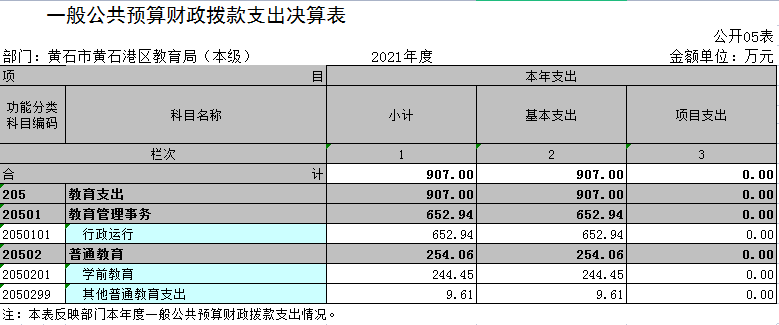 一般公共预算财政拨款支出决算表
公开05表
部门：黄石市黄石港区教育局（本级） 2021年度 金额单位：万元
项 目 本年支出
功能分类科目编码 科目名称 小计 基本支出 项目支出
栏次 1 2 3
合 计 907.00 907.00 0.00
205 教育支出 907.00 907.00 0.00
20501 教育管理事务 652.94 652.94 0.00
2050101 行政运行 652.94 652.94 0.00
20502 普通教育 254.06 254.06 0.00
2050201 学前教育 244.45 244.45 0.00
2050299 其他普通教育支出 9.61 9.61 0.00
注：本表反映部门本年度一般公共预算财政拨款支出情况。